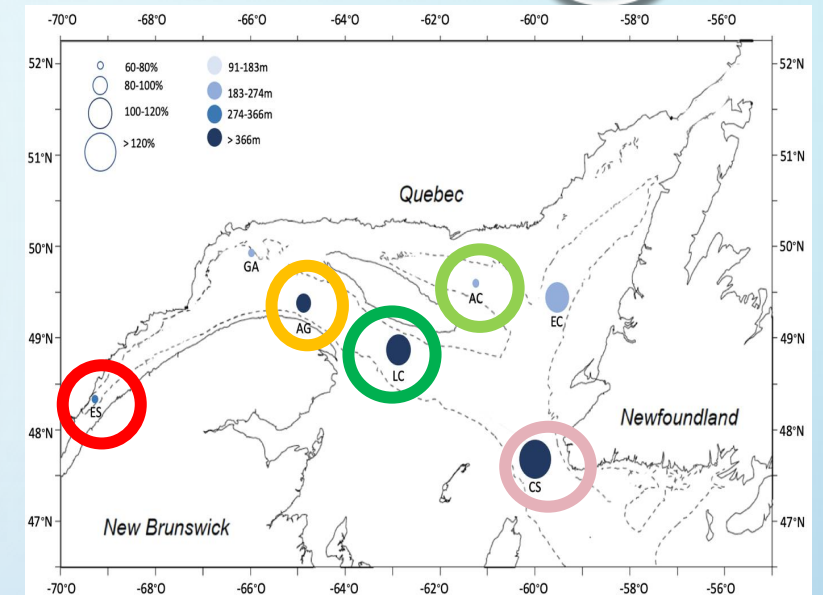 -70°O -68°O -66°O -64°O -62°O -60°O -58°O -56°O
52°N 60-80% 91-183m 52°N
80-100% 183-274m
100-120% 274-366m
> 120% > 366m
51°N 51°N
Quebec
50°N 50°N
GA
AC
AG EC
49°N 49°N
LC
ES
48°N Newfoundland 48°N
CS
47°N New Brunswick 47°N
-70°O -68°O -66°O -64°O -62°O -60°O -58°O -56°O